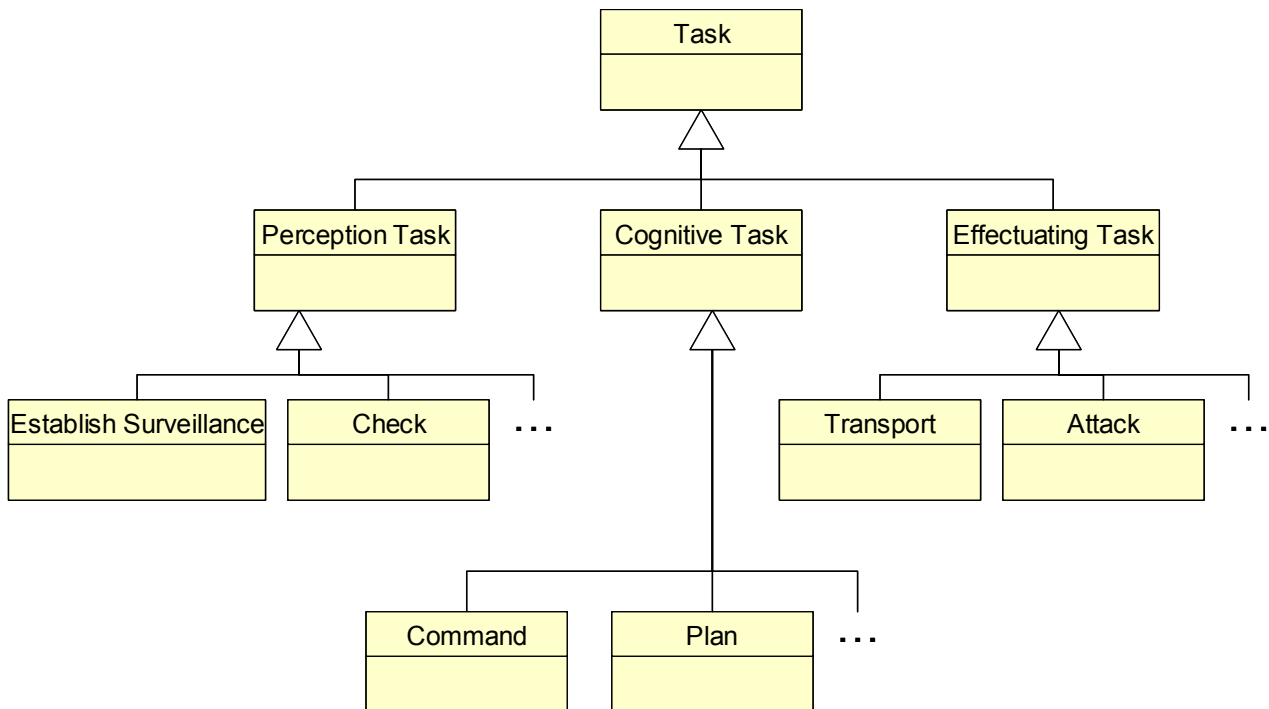 Task
Perception Task
Cognitive Task
Effectuating Task
Establish Surveillance
Check
...
Transport
Attack
...
Command
Plan
...